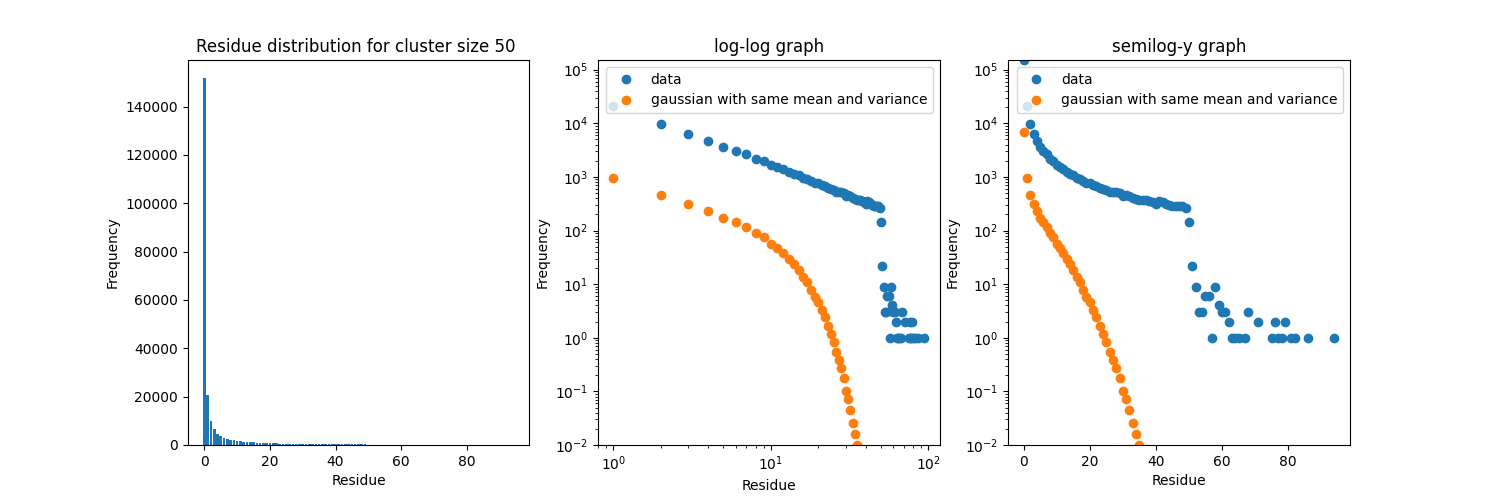 Residue distribution for cluster size 50
140000
120000
100000
80000
60000
40000
20000
0
Frequency
0
20
40
60
80
Residue
log-log graph
data
gaussian with same mean and variance
10^5
10^4
10^3
10^2
10^1
10^0
10^-1
10^-2
Frequency
10^0
10^1
10^2
Residue
semilog-y graph
data
gaussian with same mean and variance
10^5
10^4
10^3
10^2
10^1
10^0
10^-1
10^-2
Frequency
0
20
40
60
80
Residue